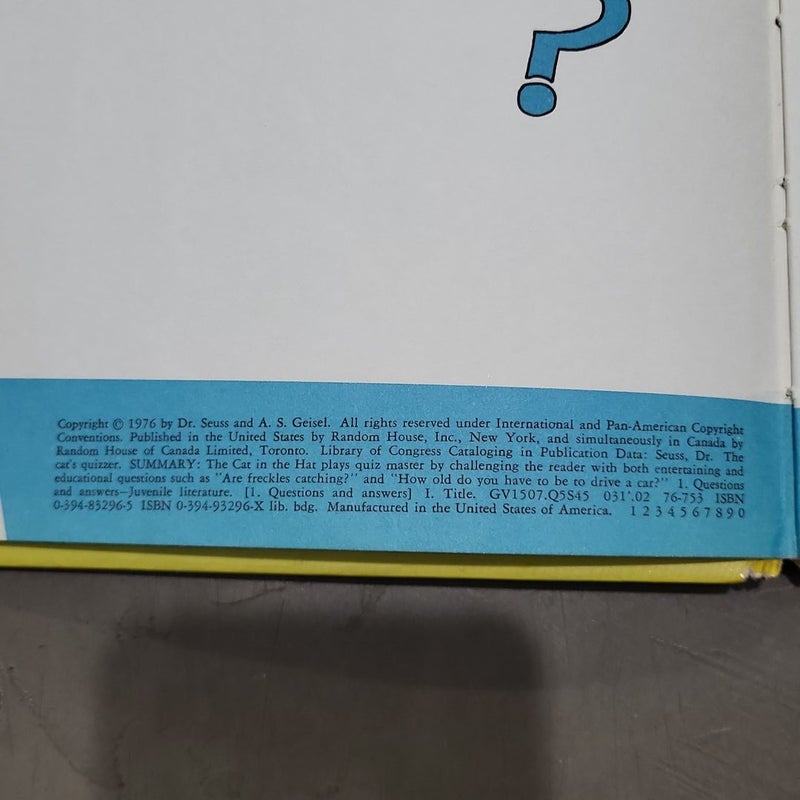 ?
Copyright © 1976 by Dr. Seuss and A. S. Geisel. All rights reserved under International and Pan-American Copyright
Conventions. Published in the United States by Random House, Inc., New York, and simultaneously in Canada by
Random House of Canada Limited, Toronto. Library of Congress Cataloging in Publication Data: Seuss, Dr. The
cat's quizzer. SUMMARY: The Cat in the Hat plays quiz master by challenging the reader with both entertaining and
educational questions such as "Are freckles catching?" and "How old do you have to be to drive a car?" 1. Questions
and answers—Juvenile literature. [1. Questions and answers] I. Title. GV1507.Q5S45 031'.02 76-753 ISBN
0-394-83296-5 ISBN 0-394-93296-X lib. bdg. Manufactured in the United States of America. 1 2 3 4 5 6 7 8 9 0